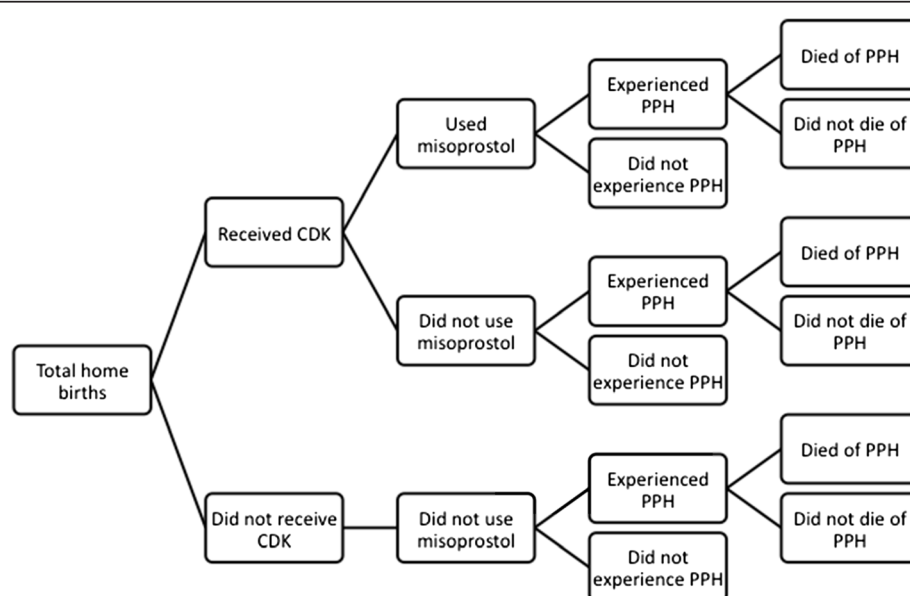 Total home
births
Received CDK
Did not receive
CDK
Used
misoprostol
Did not use
misoprostol
Did not use
misoprostol
Experienced
PPH
Did not
experience PPH
Experienced
PPH
Did not
experience PPH
Experienced
PPH
Did not
experience PPH
Died of PPH
Did not die of
PPH
Died of PPH
Did not die of
PPH
Died of PPH
Did not die of
PPH